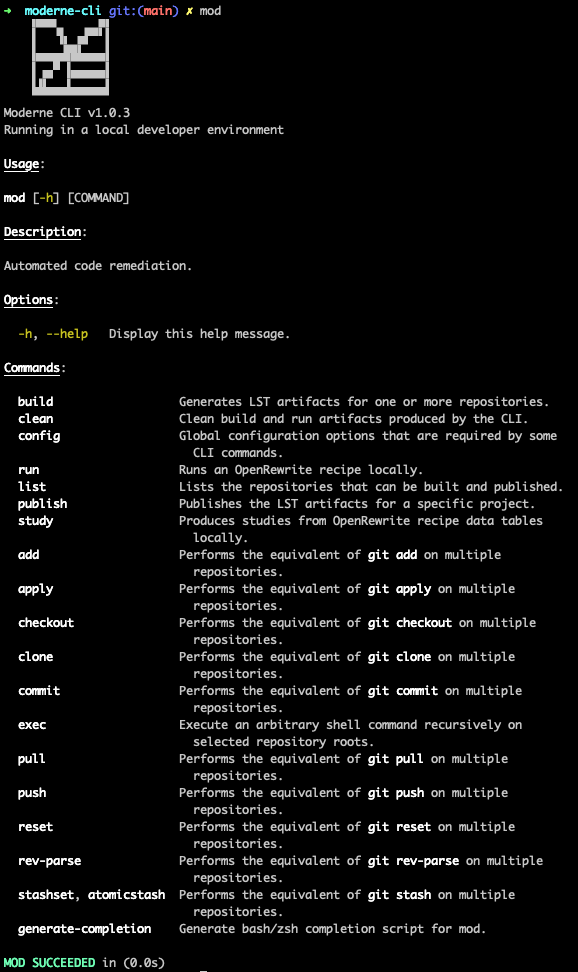 ➜ moderne-cli git:(main) ✗ mod
Moderne CLI v1.0.3
Running in a local developer environment
Usage:
mod [-h] [COMMAND]
Description:
Automated code remediation.
Options:
-h, --help   Display this help message.
Commands:
build   Generates LST artifacts for one or more repositories.
clean   Clean build and run artifacts produced by the CLI.
config   Global configuration options that are required by some
CLI commands.
run   Runs an OpenRewrite recipe locally.
list   Lists the repositories that can be built and published.
publish   Publishes the LST artifacts for a specific project.
study   Produces studies from OpenRewrite recipe data tables
locally.
add   Performs the equivalent of git add on multiple
repositories.
apply   Performs the equivalent of git apply on multiple
repositories.
checkout   Performs the equivalent of git checkout on multiple
repositories.
clone   Performs the equivalent of git clone on multiple
repositories.
commit   Performs the equivalent of git commit on multiple
repositories.
exec   Execute an arbitrary shell command recursively on
selected repository roots.
pull   Performs the equivalent of git pull on multiple
repositories.
push   Performs the equivalent of git push on multiple
repositories.
reset   Performs the equivalent of git reset on multiple
repositories.
rev-parse   Performs the equivalent of git rev-parse on multiple
repositories.
stashset, atomicstash   Performs the equivalent of git stash on multiple
repositories.
generate-completion   Generate bash/zsh completion script for mod.
MOD SUCCEEDED in (0.0s)